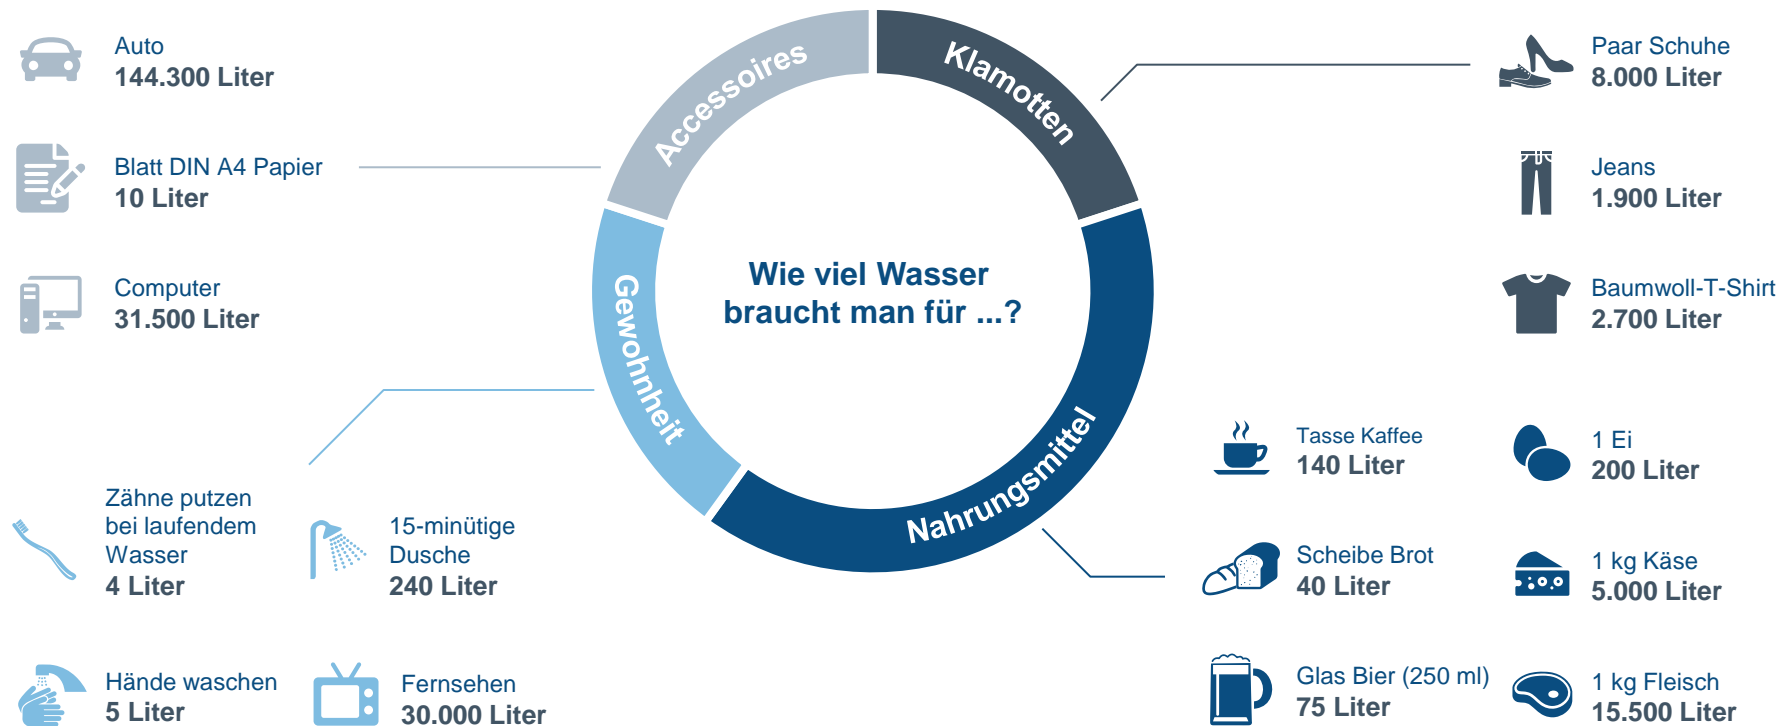 Auto
144.300 Liter
Blatt DIN A4 Papier
10 Liter
Computer
31.500 Liter
Accessoires
Klamotten
Gewohnheit
Nahrungsmittel
Wie viel Wasser
braucht man für ...?
Paar Schuhe
8.000 Liter
Jeans
1.900 Liter
Baumwoll-T-Shirt
2.700 Liter
Zähne putzen
bei laufendem
Wasser
4 Liter
15-minütige
Dusche
240 Liter
Hände waschen
5 Liter
Fernsehen
30.000 Liter
Tasse Kaffee
140 Liter
1 Ei
200 Liter
Scheibe Brot
40 Liter
1 kg Käse
5.000 Liter
Glas Bier (250 ml)
75 Liter
1 kg Fleisch
15.500 Liter